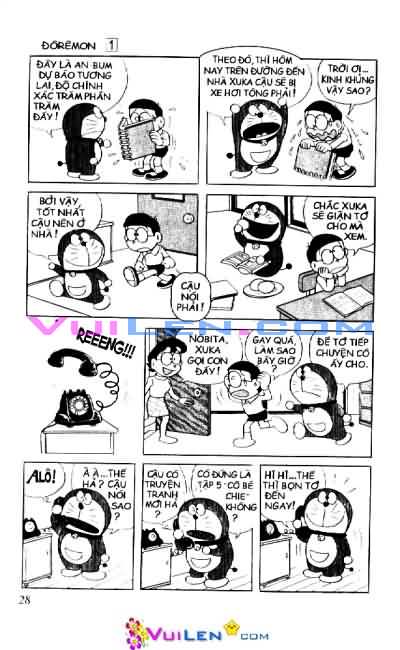 ĐÔRÊMON 1
ĐÂY LÀ AN-BUM
DỰ BÁO TƯƠNG
LAI, ĐỘ CHÍNH
XÁC TRĂM PHẦN
TRĂM
ĐẤY!
THEO ĐÓ, THÌ HÔM
NAY TRÊN ĐƯỜNG ĐẾN
NHÀ XUKA CẬU SẼ BỊ
XE HƠI TÔNG PHẢI!
TRỜI ƠI...
KINH KHỦNG
VẬY SAO?
BỞI VẬY,
TỐT NHẤT
CẬU NÊN Ở
NHÀ!
CẬU
NÓI
PHẢI!
CHẮC XUKA
SẼ GIẬN TỚ
CHO MÀ
XEM.
VUILEN.COM
REEENG!!!
NÔBITA,
XUKA
GỌI CON
ĐẤY!
GAY QUÁ,
LÀM SAO
BÂY GIỜ
?
ĐỂ TỚ TIẾP
CHUYỆN CÔ
ẤY CHO.
ALÔ!
À À...THẾ
HẢ? CẬU
NÓI
SAO
?
CẬU CÓ
TRUYỆN
TRANH
MỚI HẢ
?
CÓ ĐÚNG LÀ
TẬP 5 "CÔ BÉ
CHIE"
KHÔNG
?
HÌ HÌ...THẾ
THÌ BỌN TỚ
ĐẾN
NGAY!
28
VUILEN.COM